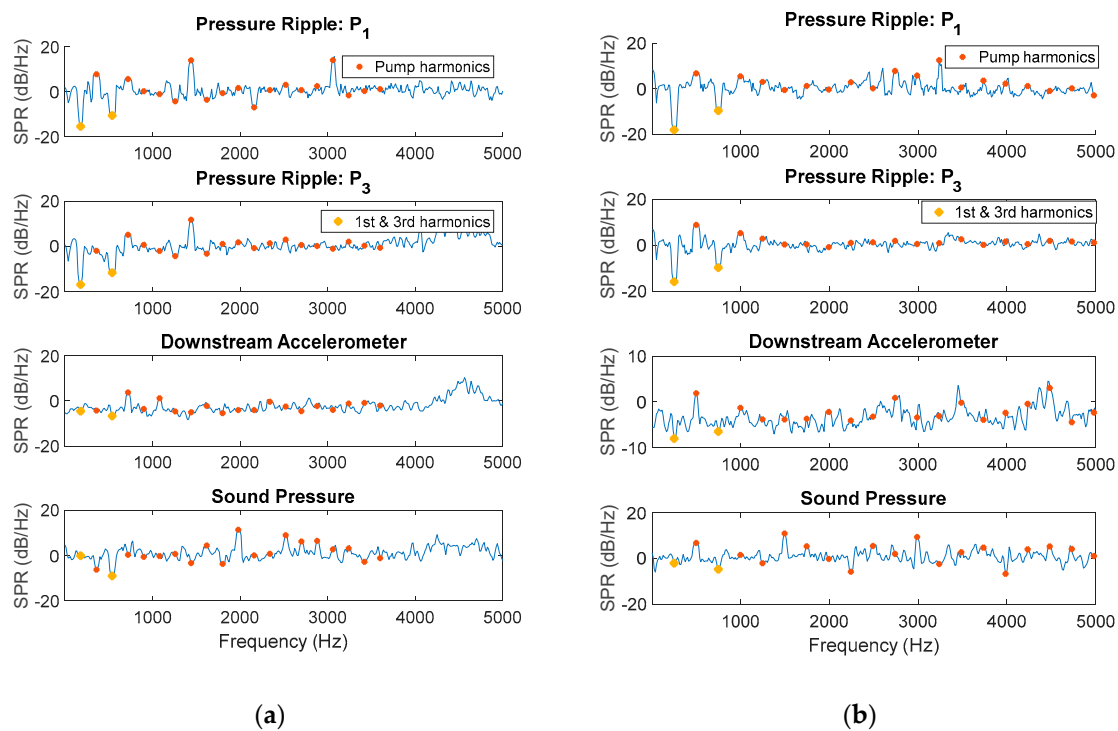 Pressure Ripple: P1
SPR (dB/Hz)
20
0
-20
Pump harmonics
1000 2000 3000 4000 5000
Pressure Ripple: P3
SPR (dB/Hz)
20
0
-20
1st & 3rd harmonics
1000 2000 3000 4000 5000
Downstream Accelerometer
SPR (dB/Hz)
20
0
-20
1000 2000 3000 4000 5000
Sound Pressure
SPR (dB/Hz)
20
0
-20
1000 2000 3000 4000 5000
Frequency (Hz)
(a)
Pressure Ripple: P1
SPR (dB/Hz)
20
0
-20
Pump harmonics
1000 2000 3000 4000 5000
Pressure Ripple: P3
SPR (dB/Hz)
20
0
-20
1st & 3rd harmonics
1000 2000 3000 4000 5000
Downstream Accelerometer
SPR (dB/Hz)
10
0
-10
1000 2000 3000 4000 5000
Sound Pressure
SPR (dB/Hz)
20
0
-20
1000 2000 3000 4000 5000
Frequency (Hz)
(b)